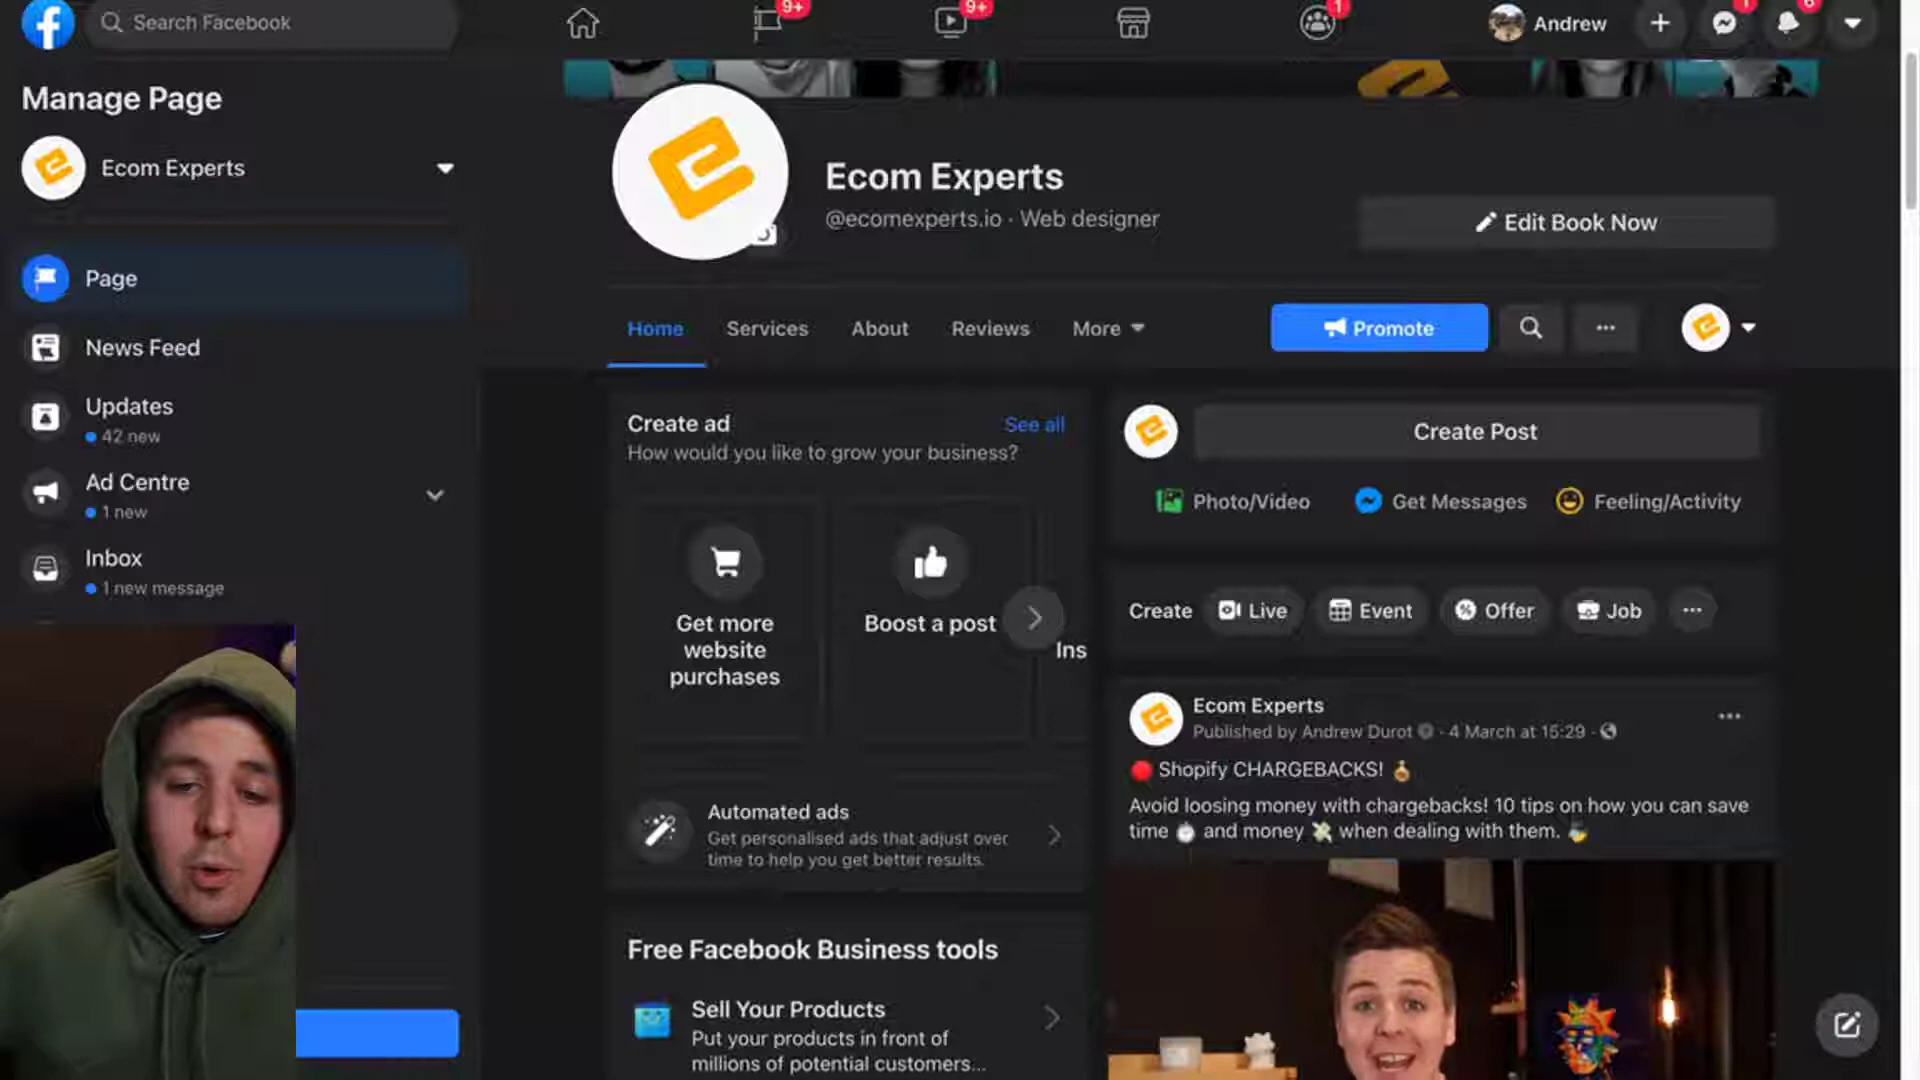 Search Facebook
9+
9+
1
Andrew
1
6
Manage Page
Ecom Experts
Page
News Feed
Updates
42 new
Ad Centre
1 new
Inbox
1 new message
Ecom Experts
@ecomexperts.io · Web designer
Edit Book Now
Home
Services
About
Reviews
More
Promote
Create ad
See all
How would you like to grow your business?
Get more
website
purchases
Boost a post
Ins
Automated ads
Get personalised ads that adjust over
time to help you get better results.
Free Facebook Business tools
Sell Your Products
Put your products in front of
millions of potential customers...
Create Post
Photo/Video
Get Messages
Feeling/Activity
Create
Live
Event
Offer
Job
Ecom Experts
Published by Andrew Durot · 4 March at 15:29 ·
Shopify CHARGEBACKS!
Avoid loosing money with chargebacks! 10 tips on how you can save
time and money when dealing with them.